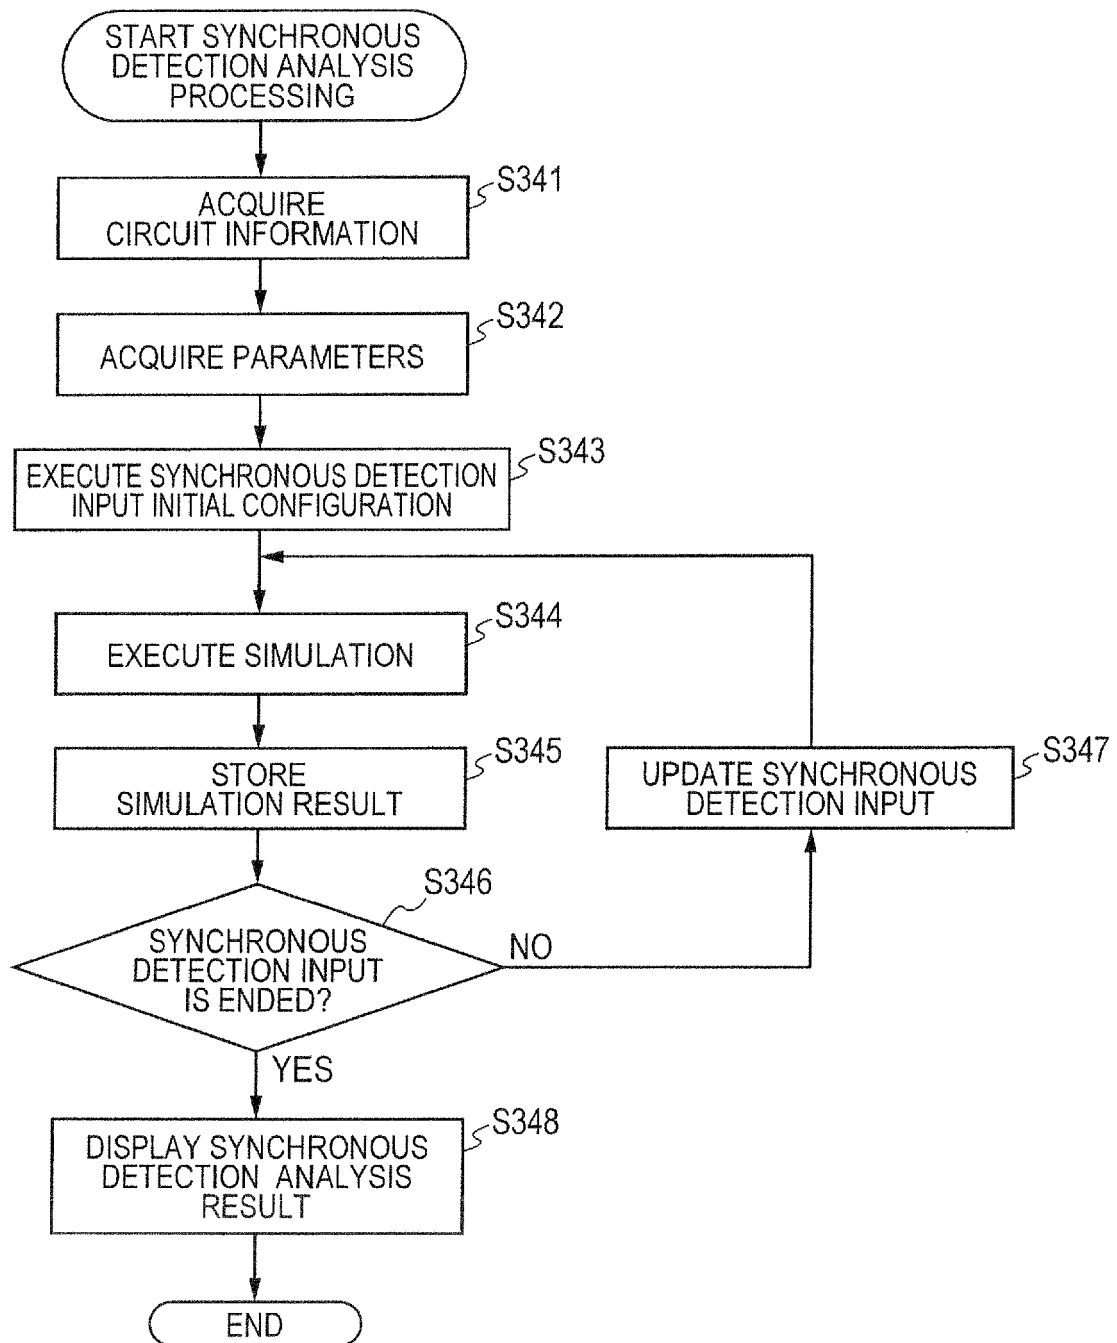 START SYNCHRONOUS
DETECTION ANALYSIS
PROCESSING
S341
ACQUIRE
CIRCUIT INFORMATION
S342
ACQUIRE PARAMETERS
S343
EXECUTE SYNCHRONOUS DETECTION
INPUT INITIAL CONFIGURATION
S344
EXECUTE SIMULATION
S345
STORE
SIMULATION RESULT
S347
UPDATE SYNCHRONOUS
DETECTION INPUT
S346
SYNCHRONOUS
DETECTION INPUT
IS ENDED?
NO
YES
S348
DISPLAY SYNCHRONOUS
DETECTION ANALYSIS
RESULT
END